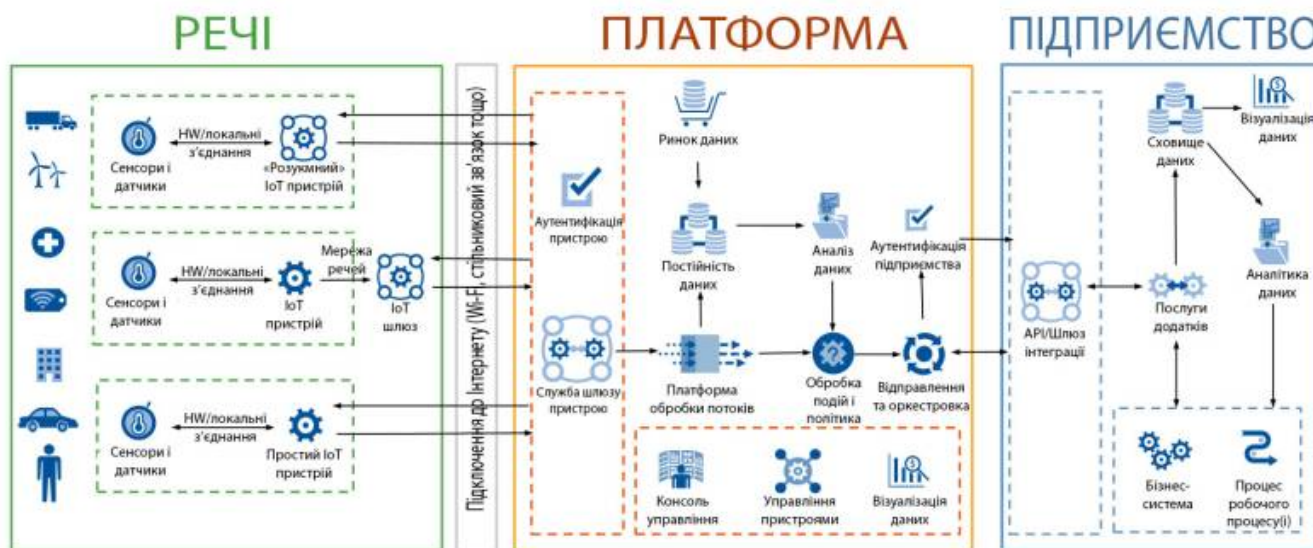 РЕЧІ
ПЛАТФОРМА
ПІДПРИЄМСТВО
Сенсори і
датчики
HW/локальні
з'єднання
«Розукмний»
IoT пристрій
Сенсори і
датчики
HW/локальні
з'єднання
IoT
пристрій
Мережа
речей
IoT
шлюз
Сенсори і
датчики
HW/локальні
з'єднання
Простий IoT
пристрій
Підключення до Інтернету (Wi-Fi, стільниковий зв'язок тощо)
Аутентифікація
пристрою
Служба шлюзу
пристрою
Ринок даних
Постійність
даних
Аналіз
даних
Аутентифікація
підприємства
Платформа
обробки потоків
Обробка
подій і
політика
Відправлення
та оркестровка
Консоль
управління
Управління
пристроями
Візуалізація
даних
API/Шлюз
інтеграції
Сховище
даних
Візуалізація
даних
Послуги
додатків
Аналітика
даних
Бізнес-
система
Процес
робочого
процесу(і)